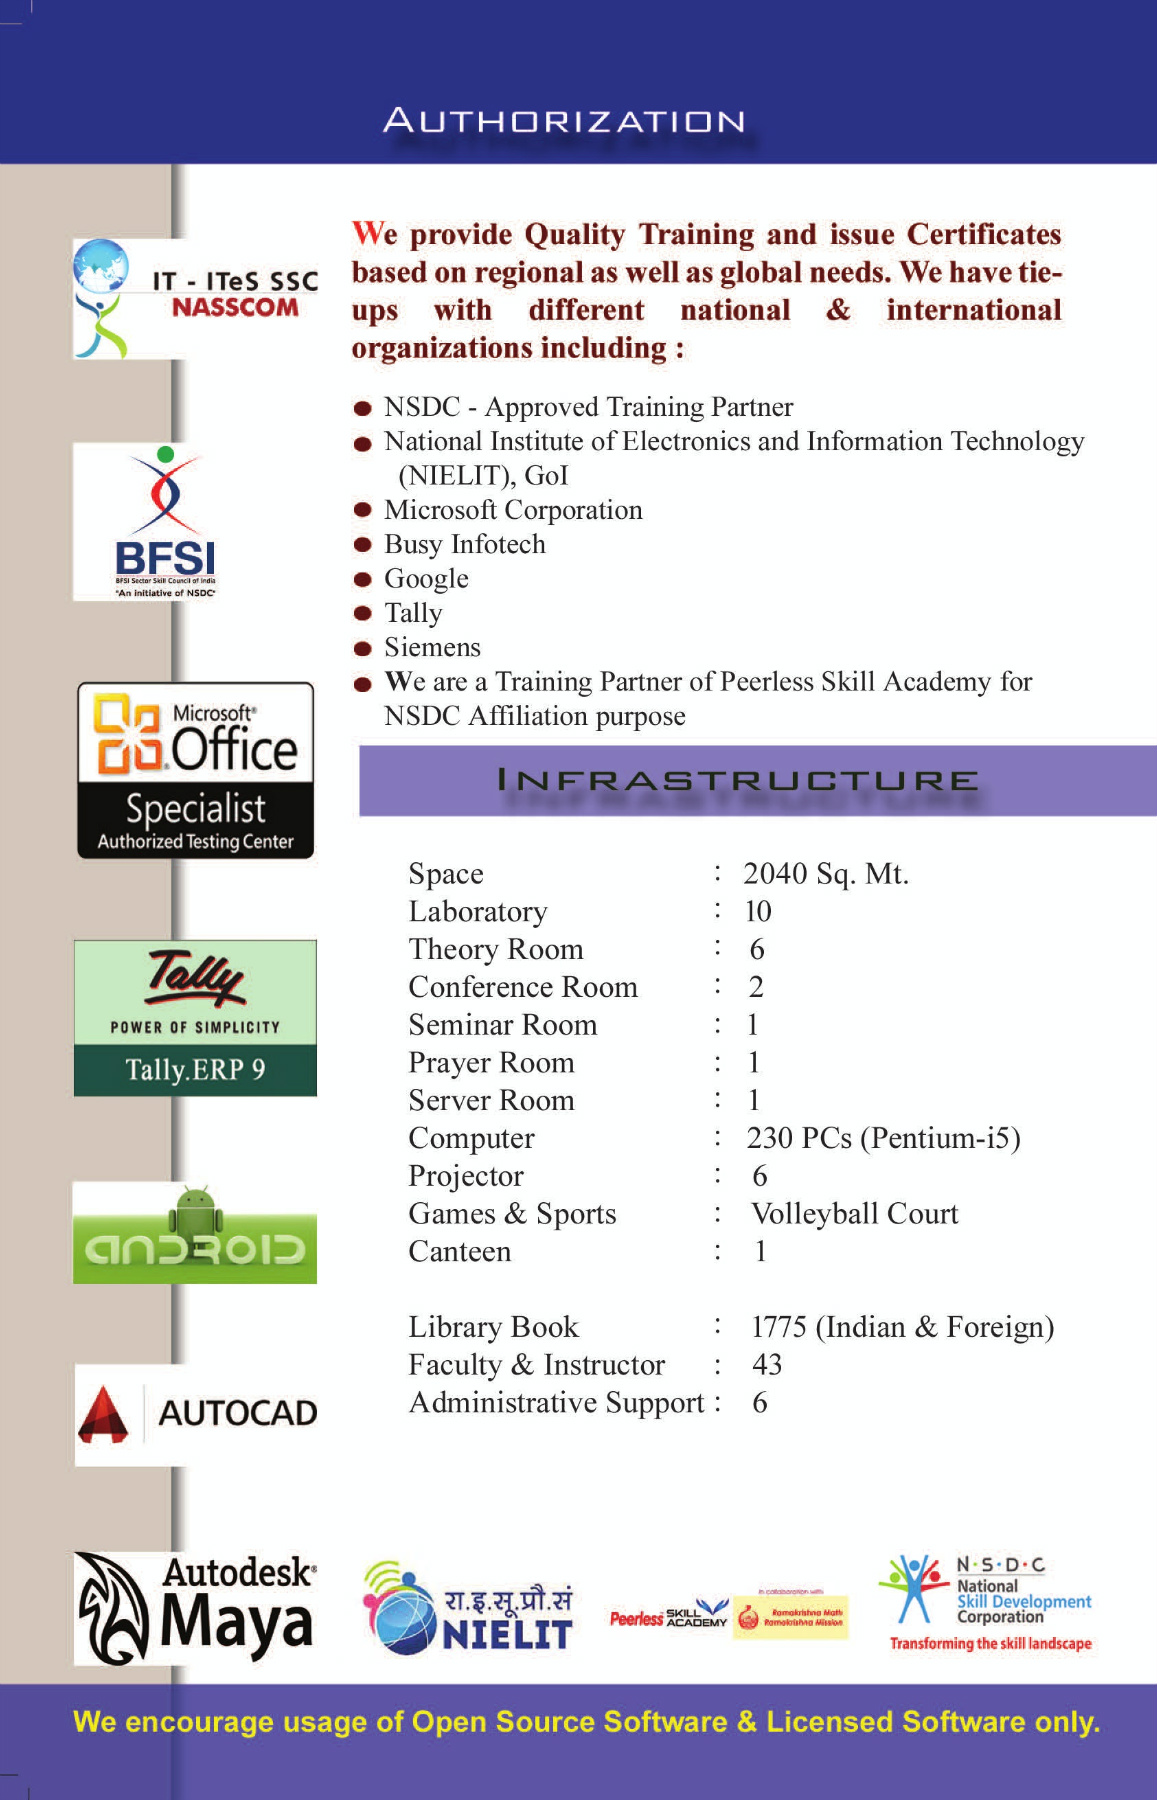 AUTHORIZATION
IT - ITeS SSC
NASSCOM
We provide Quality Training and issue Certificates
based on regional as well as global needs. We have tie-
ups with different national & international
organizations including :
● NSDC - Approved Training Partner
● National Institute of Electronics and Information Technology
(NIELIT), GoI
● Microsoft Corporation
● Busy Infotech
● Google
● Tally
● Siemens
● We are a Training Partner of Peerless Skill Academy for
NSDC Affiliation purpose
BFSI
BFSI Sector Skill Council of India
"An initiative of NSDC"
Microsoft®
Office
Specialist
Authorized Testing Center
Tally
POWER OF SIMPLICITY
Tally.ERP 9
ANDROID
AUTOCAD
INFRASTRUCTURE
Space : 2040 Sq. Mt.
Laboratory : 10
Theory Room : 6
Conference Room : 2
Seminar Room : 1
Prayer Room : 1
Server Room : 1
Computer : 230 PCs (Pentium-i5)
Projector : 6
Games & Sports : Volleyball Court
Canteen : 1
Library Book : 1775 (Indian & Foreign)
Faculty & Instructor : 43
Administrative Support : 6
Autodesk®
Maya
रा.इ.सू.प्रौ.सं
NIELIT
Peerless SKILL
ACADEMY
in collaboration with
Ramakrishna Math
Ramakrishna Mission
N·S·D·C
National
Skill Development
Corporation
Transforming the skill landscape
We encourage usage of Open Source Software & Licensed Software only.